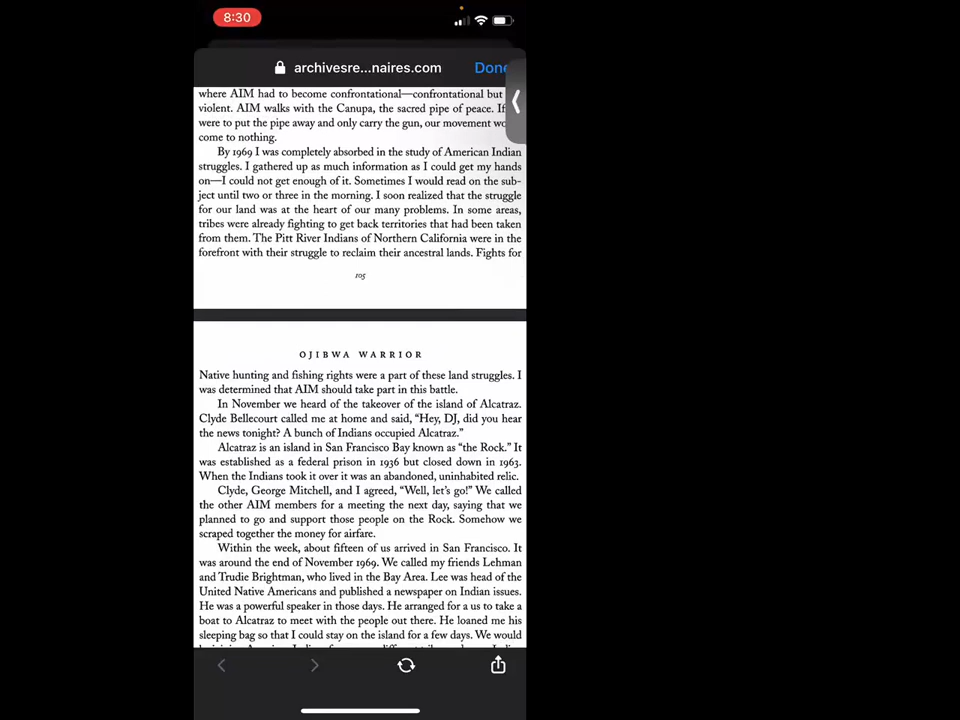 8:30
archivesre...naires.com
Done
where AIM had to become confrontational—confrontational but
violent. AIM walks with the Canupa, the sacred pipe of peace. If
were to put the pipe away and only carry the gun, our movement wo
come to nothing.
By 1969 I was completely absorbed in the study of American Indian
struggles. I gathered up as much information as I could get my hands
on—I could not get enough of it. Sometimes I would read on the sub-
ject until two or three in the morning. I soon realized that the struggle
for our land was at the heart of our many problems. In some areas,
tribes were already fighting to get back territories that had been taken
from them. The Pitt River Indians of Northern California were in the
forefront with their struggle to reclaim their ancestral lands. Fights for
105
OJIBWA WARRIOR
Native hunting and fishing rights were a part of these land struggles. I
was determined that AIM should take part in this battle.
In November we heard of the takeover of the island of Alcatraz.
Clyde Bellecourt called me at home and said, “Hey, DJ, did you hear
the news tonight? A bunch of Indians occupied Alcatraz.”
Alcatraz is an island in San Francisco Bay known as “the Rock.” It
was established as a federal prison in 1936 but closed down in 1963.
When the Indians took it over it was an abandoned, uninhabited relic.
Clyde, George Mitchell, and I agreed, “Well, let’s go!” We called
the other AIM members for a meeting the next day, saying that we
planned to go and support those people on the Rock. Somehow we
scraped together the money for airfare.
Within the week, about fifteen of us arrived in San Francisco. It
was around the end of November 1969. We called my friends Lehman
and Trudie Brightman, who lived in the Bay Area. Lee was head of the
United Native Americans and published a newspaper on Indian issues.
He was a powerful speaker in those days. He arranged for a us to take a
boat to Alcatraz to meet with the people out there. He loaned me his
sleeping bag so that I could stay on the island for a few days. We would